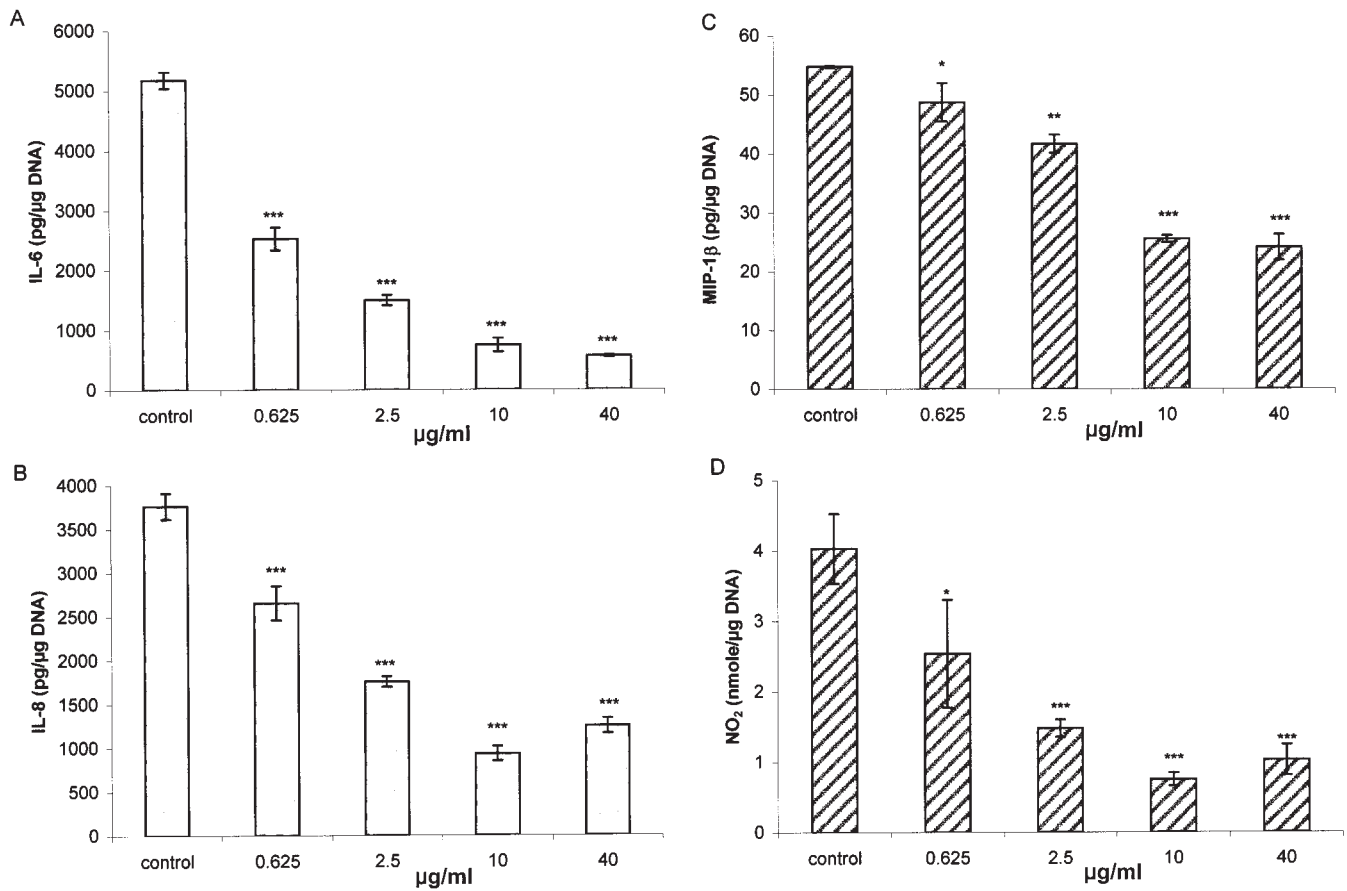 A
IL-6 (pg/µg DNA)
6000
5000
4000
3000
2000
1000
0
***
***
***
***
control 0.625 2.5 10 40
µg/ml
B
IL-8 (pg/µg DNA)
4000
3500
3000
2500
2000
1500
1000
500
0
***
***
***
***
control 0.625 2.5 10 40
µg/ml
C
MIP-1β (pg/µg DNA)
60
50
40
30
20
10
0
*
**
***
***
control 0.625 2.5 10 40
µg/ml
D
NO₂ (nmole/µg DNA)
5
4
3
2
1
0
*
***
***
***
control 0.625 2.5 10 40
µg/ml